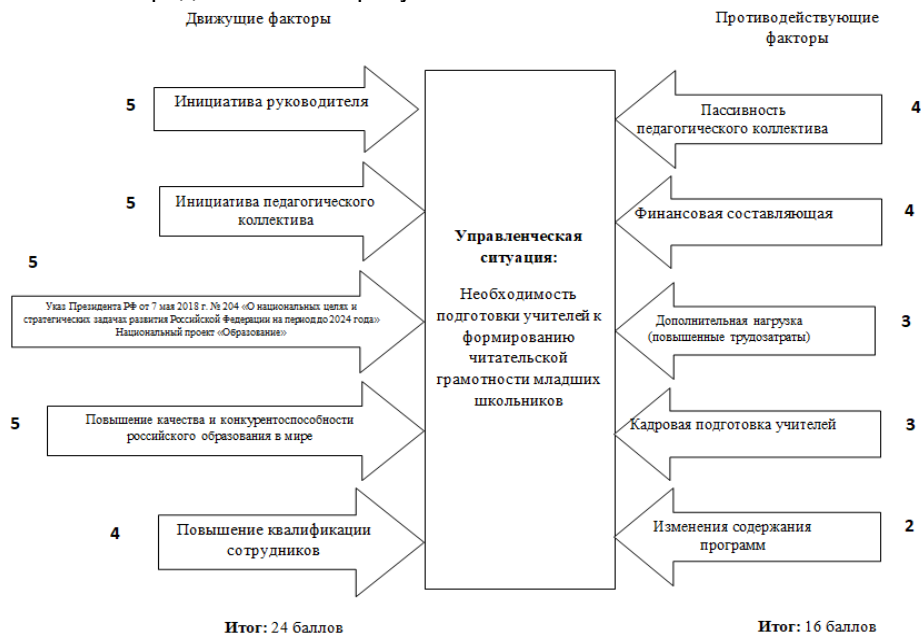 Движущие факторы
Противодействующие
факторы
5
Инициатива руководителя
Пассивность
педагогического коллектива
4
5
Инициатива педагогического
коллектива
Финансовая составляющая
4
Управленческая
ситуация:
Необходимость
подготовки учителей к
формированию
читательской
грамотности младших
школьников
5
Указ Президента РФ от 7 мая 2018 г. № 204 «О национальных целях и
стратегических задачах развития Российской Федерации на период до 2024 года»
Национальный проект «Образование»
Дополнительная нагрузка
(повышенные трудозатраты)
3
5
Повышение качества и конкурентоспособности
российского образования в мире
Кадровая подготовка учителей
3
4
Повышение квалификации
сотрудников
Изменения содержания
программ
2
Итог: 24 баллов
Итог: 16 баллов